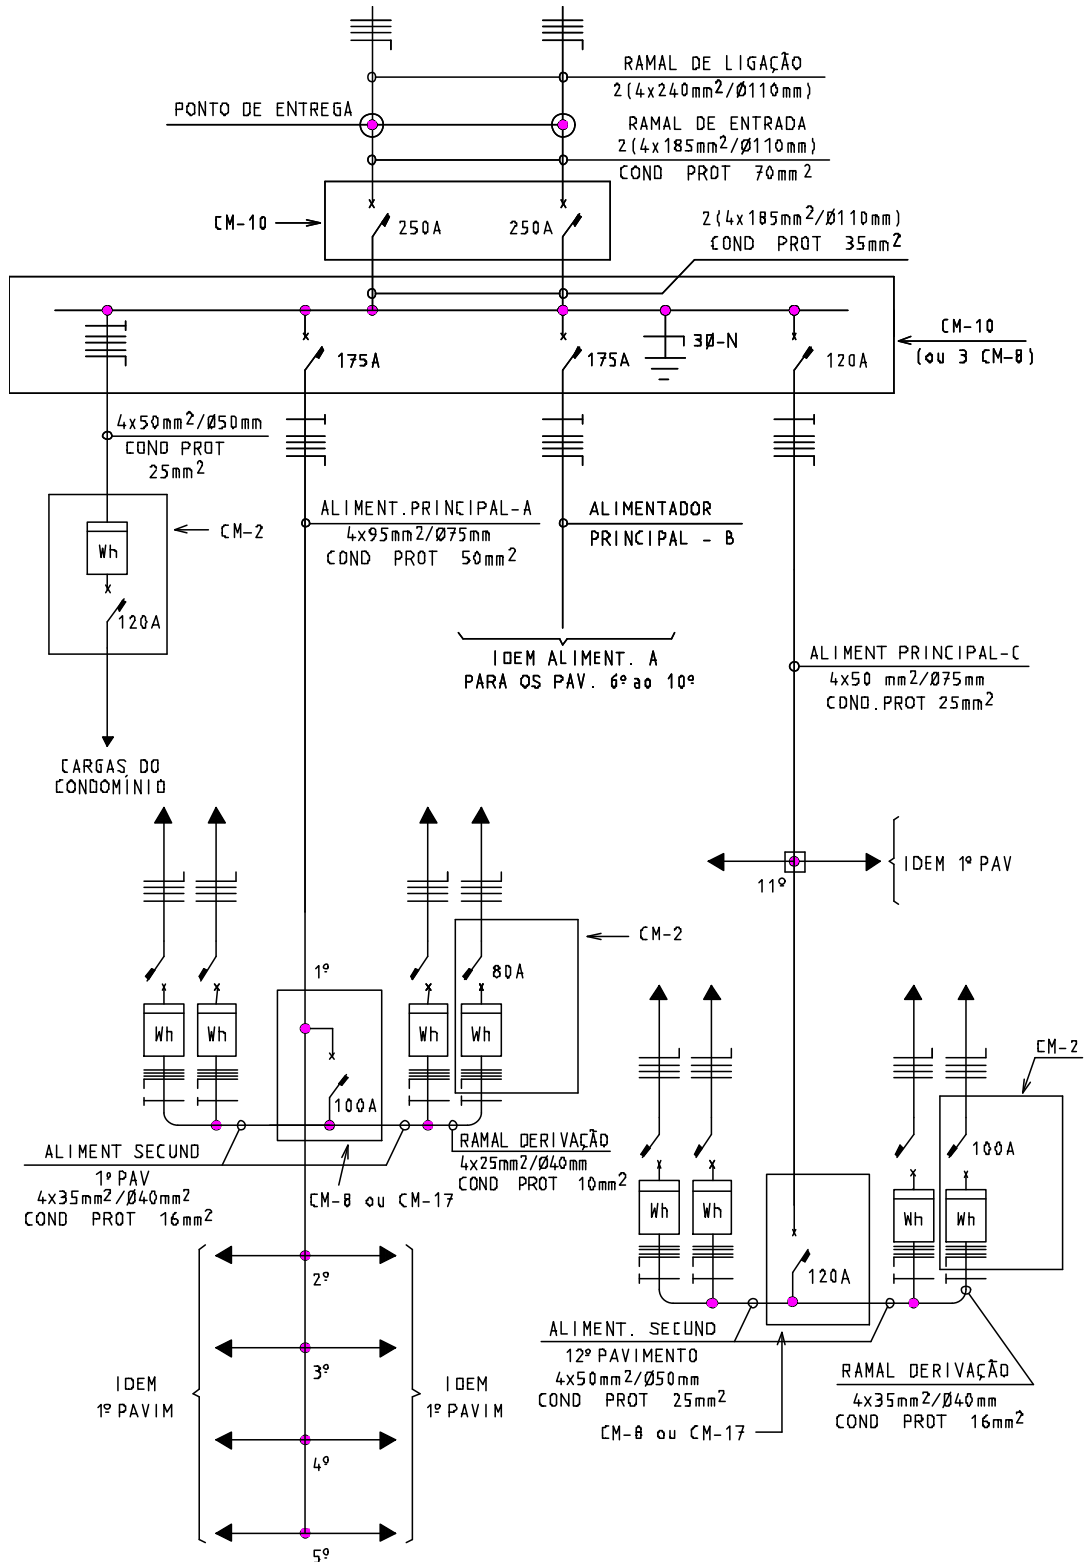 RAMAL DE LIGAÇÃO
2(4x240mm²/Ø110mm)
PONTO DE ENTREGA
RAMAL DE ENTRADA
2(4x185mm²/Ø110mm)
COND PROT 70mm²
CM-10
250A
250A
2(4x185mm²/Ø110mm)
COND PROT 35mm²
CM-10
(ou 3 CM-8)
3Ø-N
175A
175A
120A
4x50mm²/Ø50mm
COND PROT
25mm²
CM-2
Wh
120A
CARGAS DO
CONDOMÍNIO
ALIMENT.PRINCIPAL-A
4x95mm²/Ø75mm
COND PROT 50mm²
ALIMENTADOR
PRINCIPAL - B
IDEM ALIMENT. A
PARA OS PAV. 6º ao 10º
ALIMENT PRINCIPAL-C
4x50 mm²/Ø75mm
COND.PROT 25mm²
11º
IDEM 1º PAV
CM-2
1º
80A
Wh
Wh
Wh
Wh
100A
ALIMENT SECUND
1º PAV
4x35mm²/Ø40mm²
COND PROT 16mm²
RAMAL DERIVAÇÃO
4x25mm²/Ø40mm
COND PROT 10mm²
CM-8 ou CM-17
2º
3º
4º
5º
IDEM
1º PAVIM
IDEM
1º PAVIM
CM-2
100A
Wh
Wh
Wh
Wh
120A
ALIMENT. SECUND
12º PAVIMENTO
4x50mm²/Ø50mm
COND PROT 25mm²
CM-8 ou CM-17
RAMAL DERIVAÇÃO
4x35mm²/Ø40mm
COND PROT 16mm²